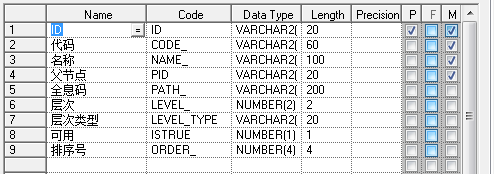 Name Code Data Type Length Precision P F M
1 ID = ID VARCHAR2( 20
2 代码 CODE_ VARCHAR2( 60
3 名称 NAME_ VARCHAR2( 100
4 父节点 PID VARCHAR2( 20
5 全息码 PATH_ VARCHAR2( 200
6 层次 LEVEL_ NUMBER(2) 2
7 层次类型 LEVEL_TYPE VARCHAR2( 20
8 可用 ISTRUE NUMBER(1) 1
9 排序号 ORDER_ NUMBER(4) 4